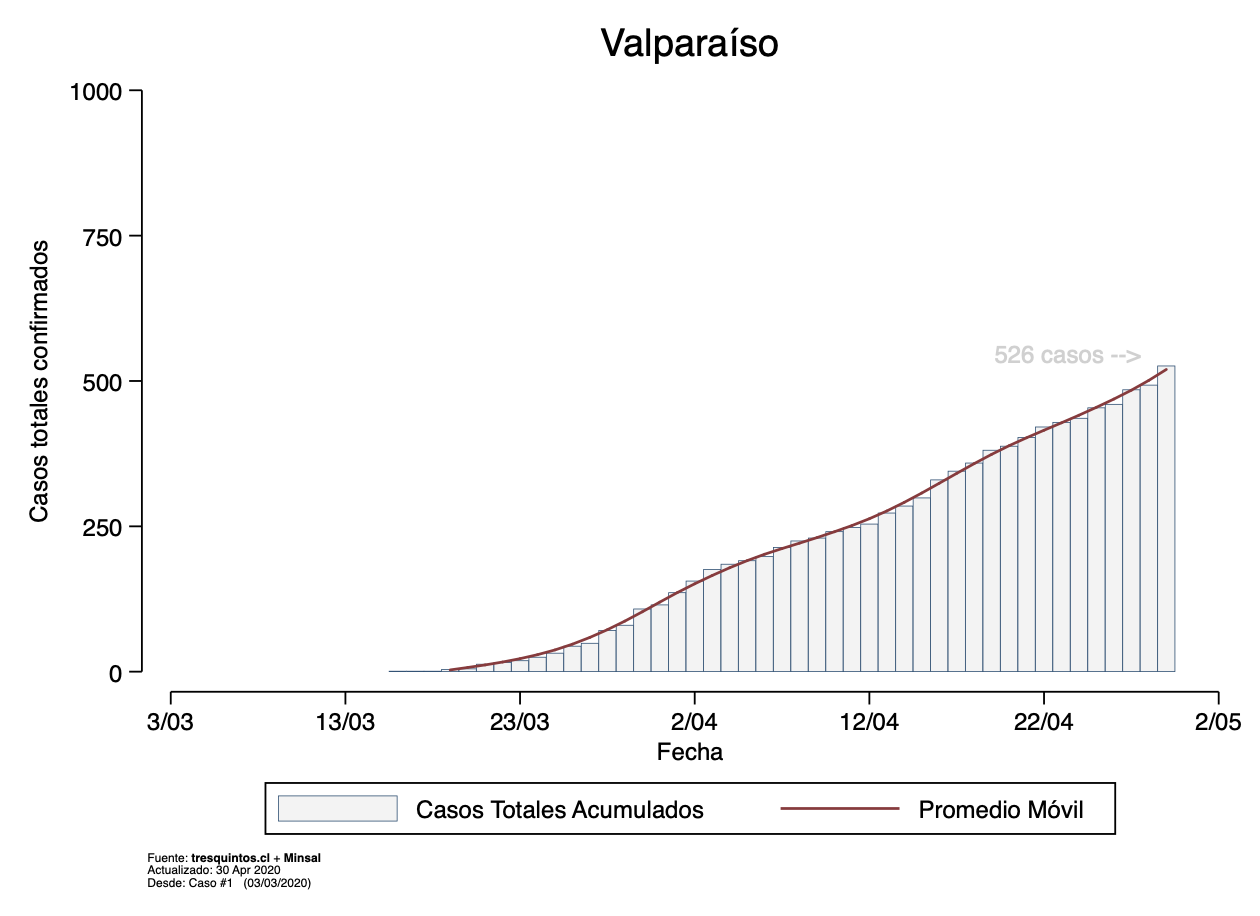 Valparaíso
1000
750
500
250
0
Casos totales confirmados
526 casos -->
3/03 13/03 23/03 2/04 12/04 22/04 2/05
Fecha
Casos Totales Acumulados Promedio Móvil
Fuente: tresquintos.cl + Minsal
Actualizado: 30 Apr 2020
Desde: Caso #1 (03/03/2020)